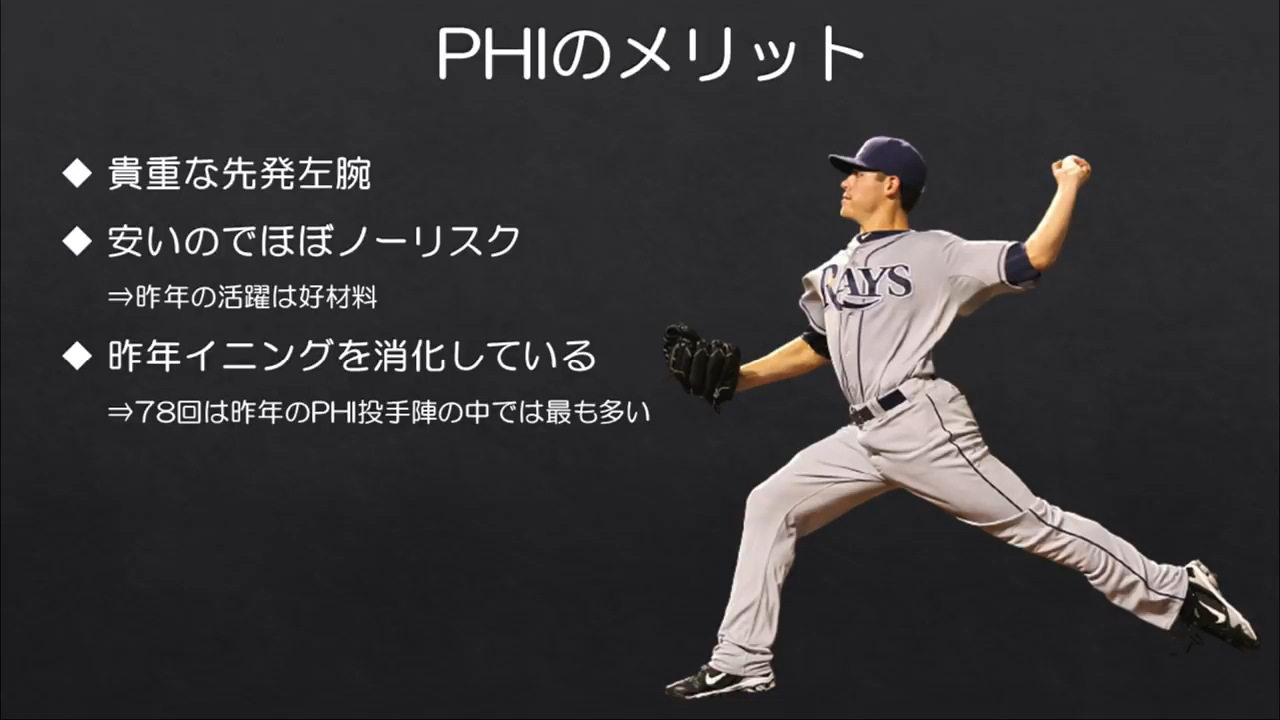 PHIのメリット
◆ 貴重な先発左腕
◆ 安いのでほぼノーリスク
⇒昨年の活躍は好材料
◆ 昨年イニングを消化している
⇒78回は昨年のPHI投手陣の中では最も多い
RAYS